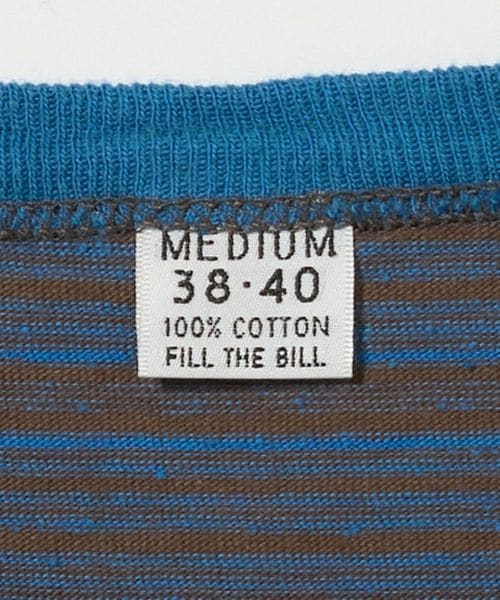 MEDIUM
38·40
100% COTTON
FILL THE BILL